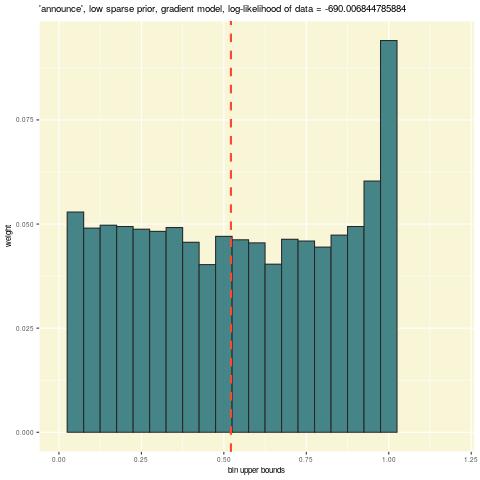 'announce', low sparse prior, gradient model, log-likelihood of data = -690.006844785884
weight
0.075
0.050
0.025
0.000
0.00 0.25 0.50 0.75 1.00 1.25
bin upper bounds